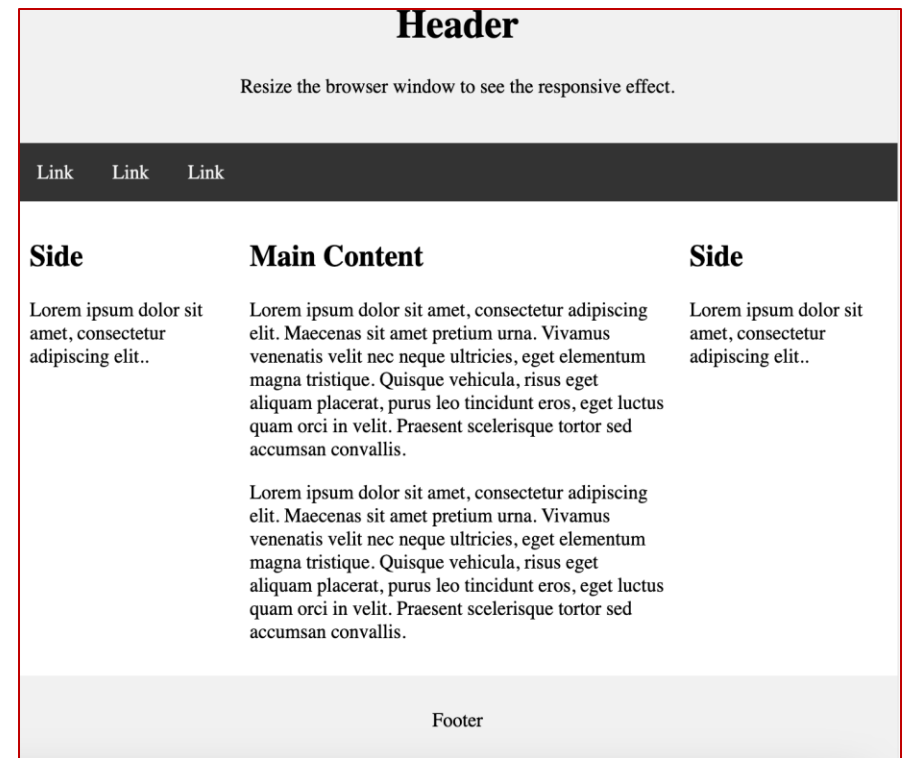 Header
Resize the browser window to see the responsive effect.
Link Link Link
Side
Lorem ipsum dolor sit
amet, consectetur
adipiscing elit..
Main Content
Lorem ipsum dolor sit amet, consectetur adipiscing
elit. Maecenas sit amet pretium urna. Vivamus
venenatis velit nec neque ultricies, eget elementum
magna tristique. Quisque vehicula, risus eget
aliquam placerat, purus leo tincidunt eros, eget luctus
quam orci in velit. Praesent scelerisque tortor sed
accumsan convallis.
Lorem ipsum dolor sit amet, consectetur adipiscing
elit. Maecenas sit amet pretium urna. Vivamus
venenatis velit nec neque ultricies, eget elementum
magna tristique. Quisque vehicula, risus eget
aliquam placerat, purus leo tincidunt eros, eget luctus
quam orci in velit. Praesent scelerisque tortor sed
accumsan convallis.
Side
Lorem ipsum dolor sit
amet, consectetur
adipiscing elit..
Footer